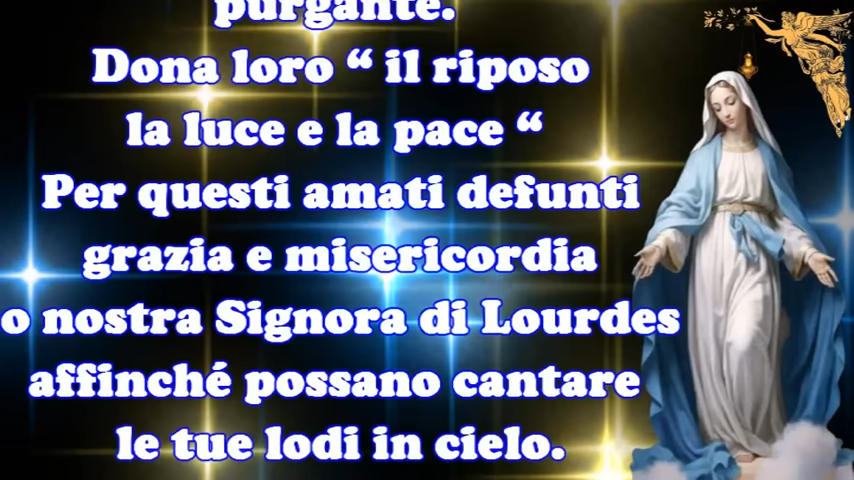 purgante.
Dona loro “ il riposo
la luce e la pace “
Per questi amati defunti
grazia e misericordia
o nostra Signora di Lourdes
affinché possano cantare
le tue lodi in cielo.